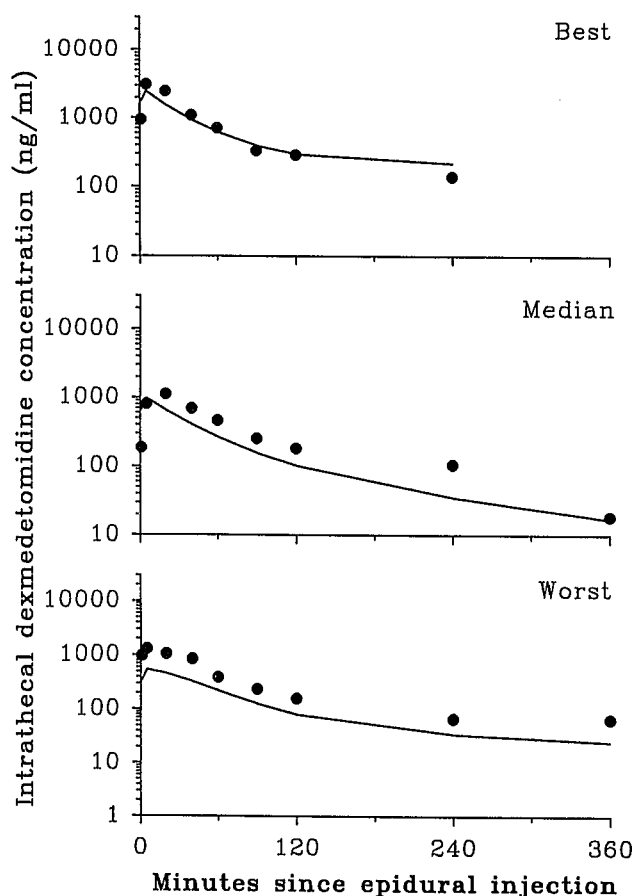 Intrathecal dexmedetomidine concentration (ng/ml)
Best
10000
1000
100
10
Median
10000
1000
100
10
Worst
10000
1000
100
10
1
0 120 240 360
Minutes since epidural injection